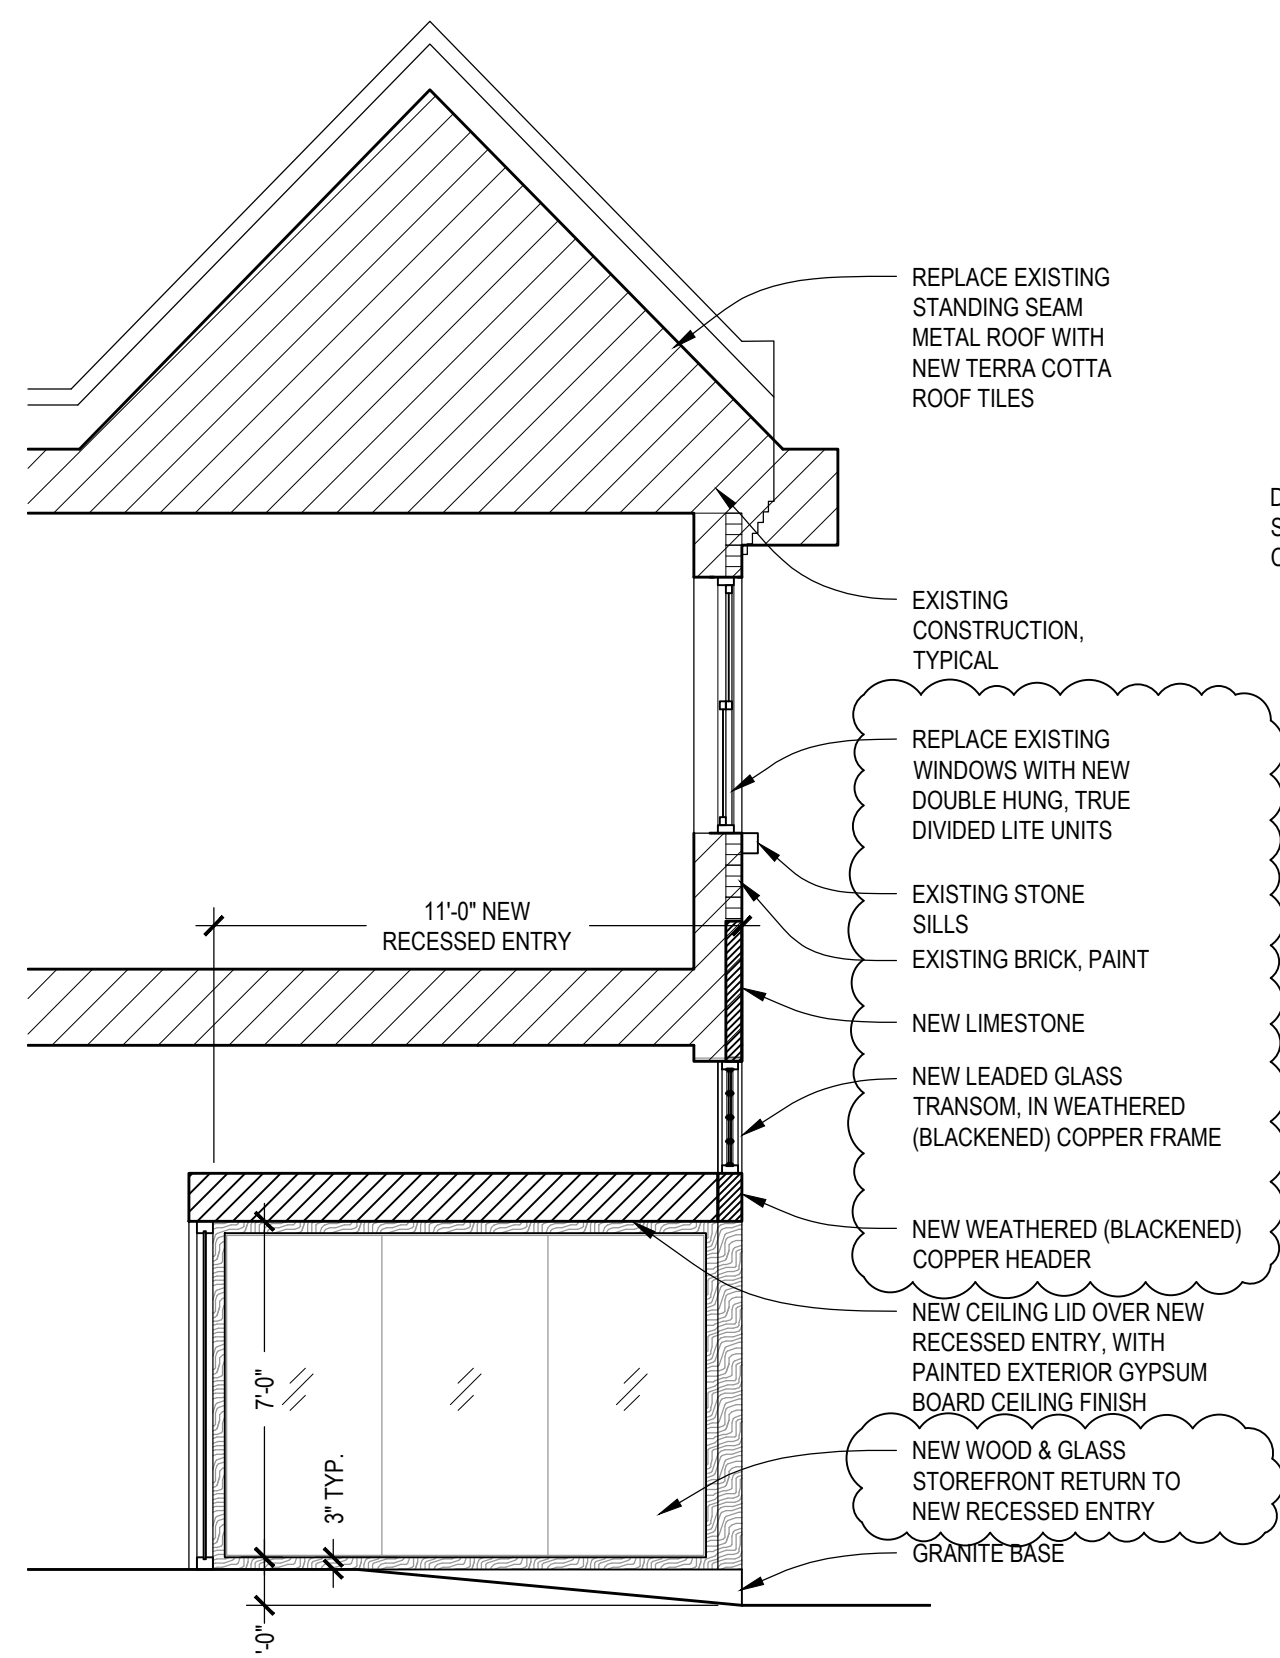 REPLACE EXISTING
STANDING SEAM
METAL ROOF WITH
NEW TERRA COTTA
ROOF TILES
EXISTING
CONSTRUCTION,
TYPICAL
REPLACE EXISTING
WINDOWS WITH NEW
DOUBLE HUNG, TRUE
DIVIDED LITE UNITS
EXISTING STONE
SILLS
EXISTING BRICK, PAINT
NEW LIMESTONE
NEW LEADED GLASS
TRANSOM, IN WEATHERED
(BLACKENED) COPPER FRAME
NEW WEATHERED (BLACKENED)
COPPER HEADER
NEW CEILING LID OVER NEW
RECESSED ENTRY, WITH
PAINTED EXTERIOR GYPSUM
BOARD CEILING FINISH
NEW WOOD & GLASS
STOREFRONT RETURN TO
NEW RECESSED ENTRY
GRANITE BASE
11'-0" NEW
RECESSED ENTRY
7'-0"
3" TYP.
'-0"